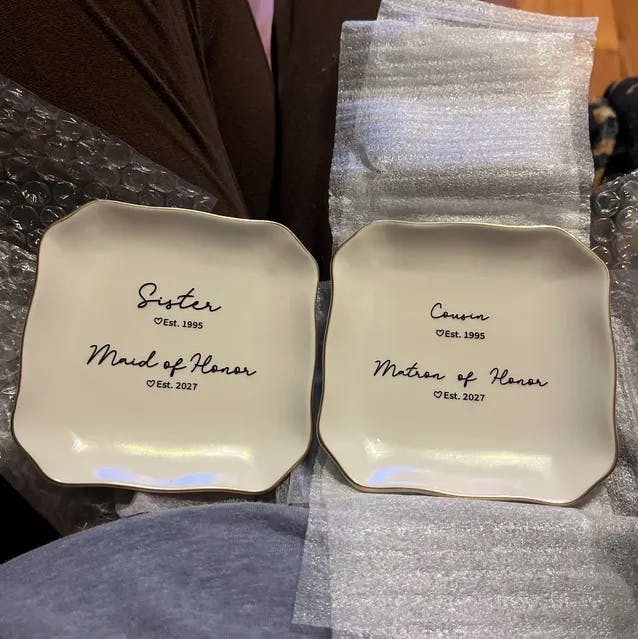 Sister
♡Est. 1995
Maid of Honor
♡Est. 2027
Cousin
♡Est. 1995
Matron of Honor
♡Est. 2027